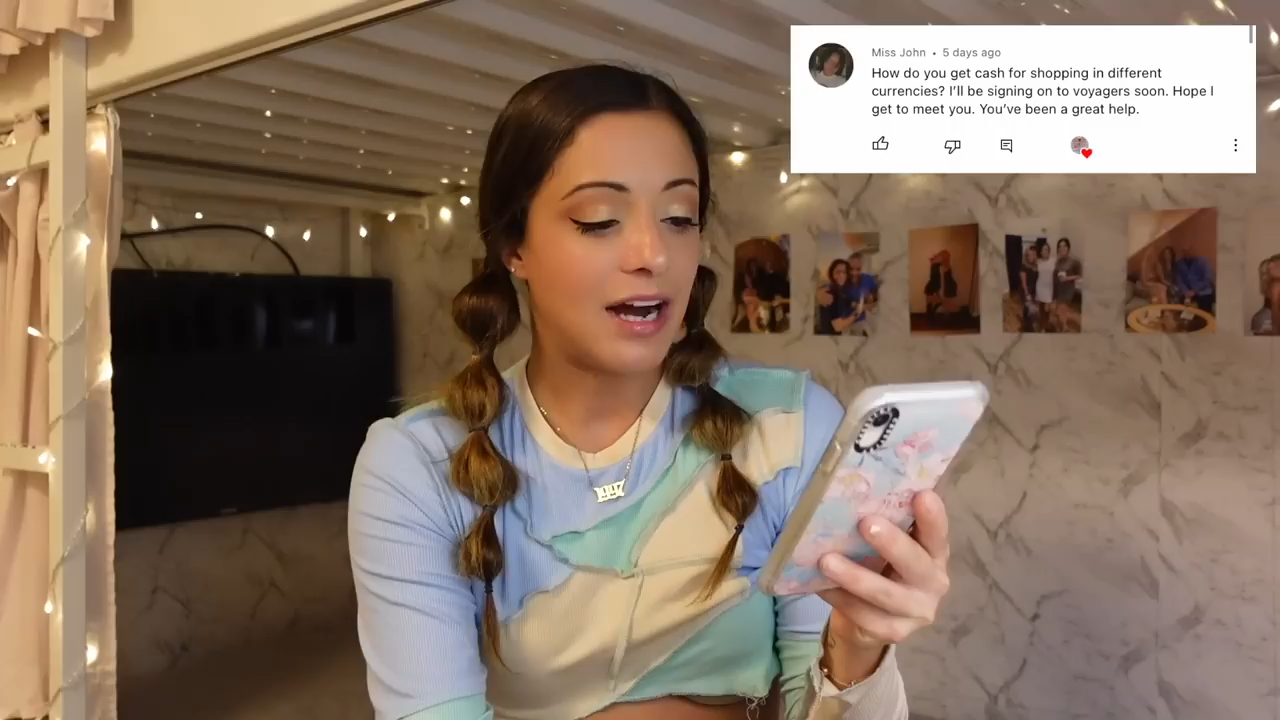 Miss John • 5 days ago
How do you get cash for shopping in different
currencies? I'll be signing on to voyagers soon. Hope I
get to meet you. You've been a great help.
1997